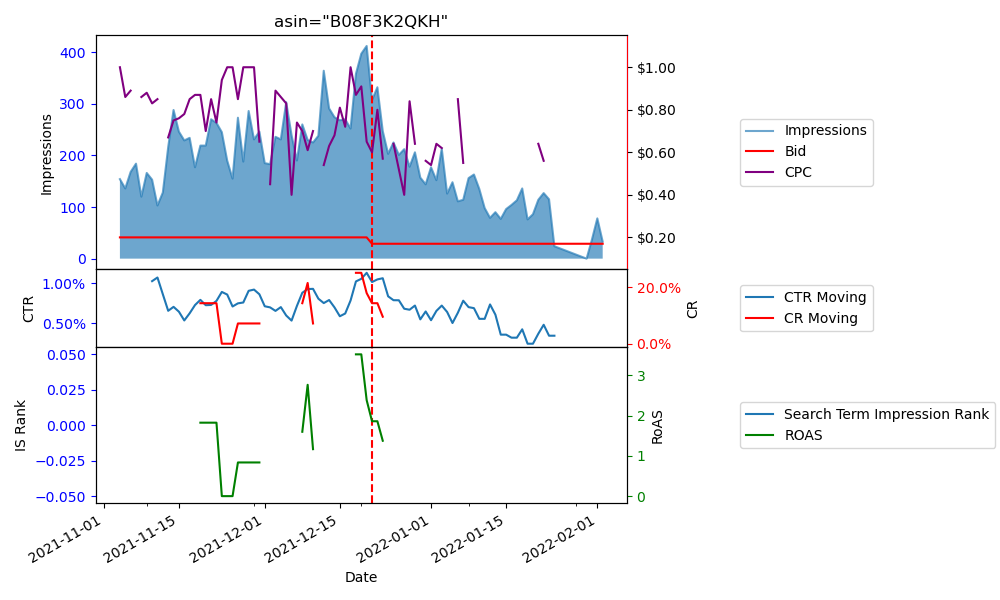 asin="B08F3K2QKH"
400
300
200
100
0
Impressions
$1.00
$0.80
$0.60
$0.40
$0.20
Impressions
Bid
CPC
1.00%
0.50%
CTR
20.0%
0.0%
CR
CTR Moving
CR Moving
0.050
0.025
0.000
−0.025
−0.050
IS Rank
3
2
1
0
RoAS
Search Term Impression Rank
ROAS
2021-11-01
2021-11-15
2021-12-01
2021-12-15
2022-01-01
2022-01-15
2022-02-01
Date